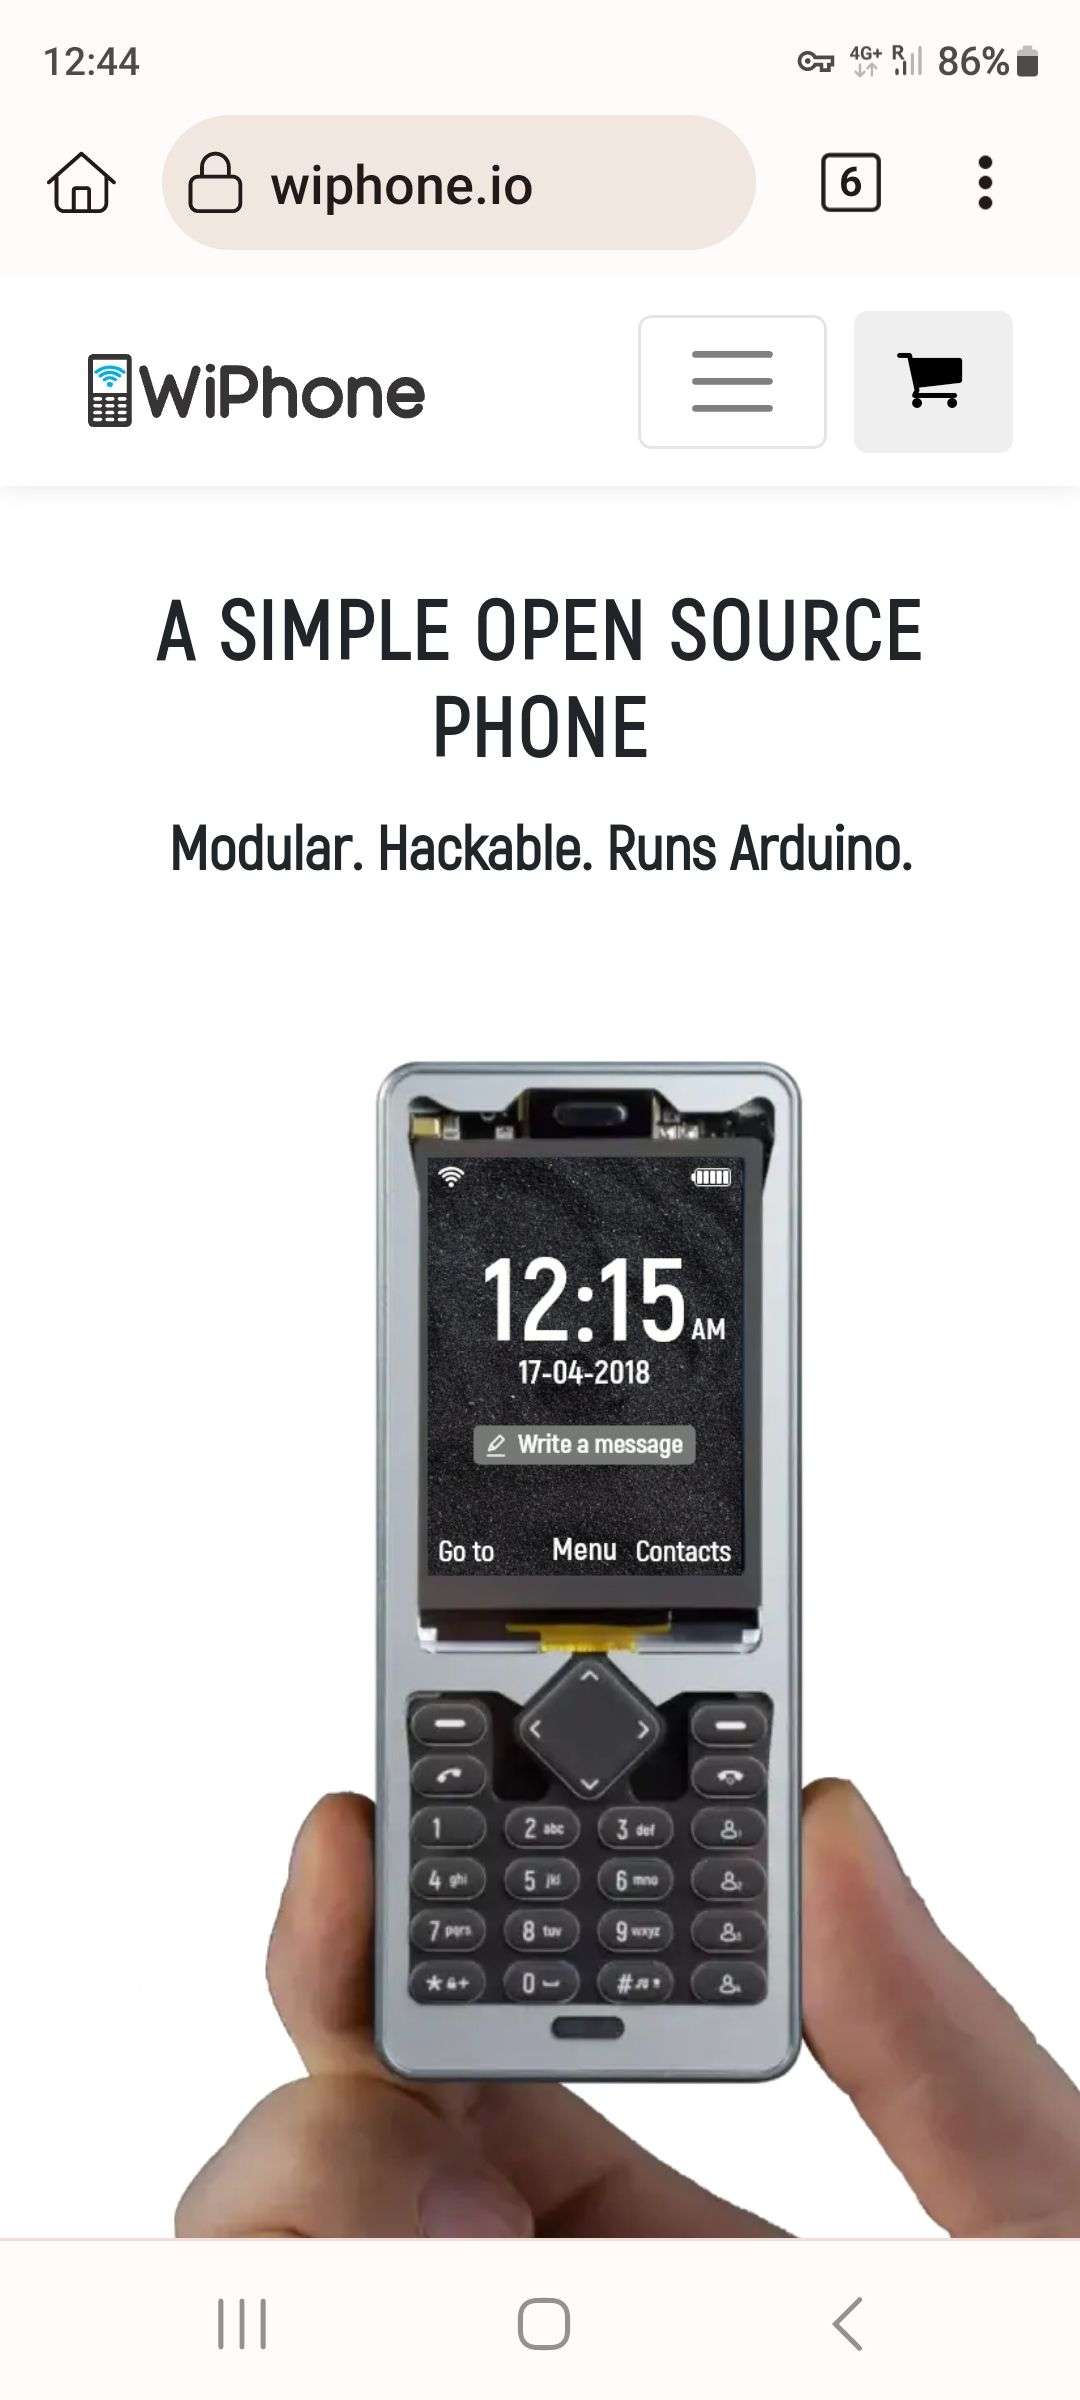 12:44
4G+ R 86%
wiphone.io
6
WiPhone
A SIMPLE OPEN SOURCE
PHONE
Modular. Hackable. Runs Arduino.
12:15 AM
17-04-2018
Write a message
Go to Menu Contacts
1 2 abc 3 def
4 ghi 5 jkl 6 mno
7 pqrs 8 tuv 9 wxyz
* + 0 #